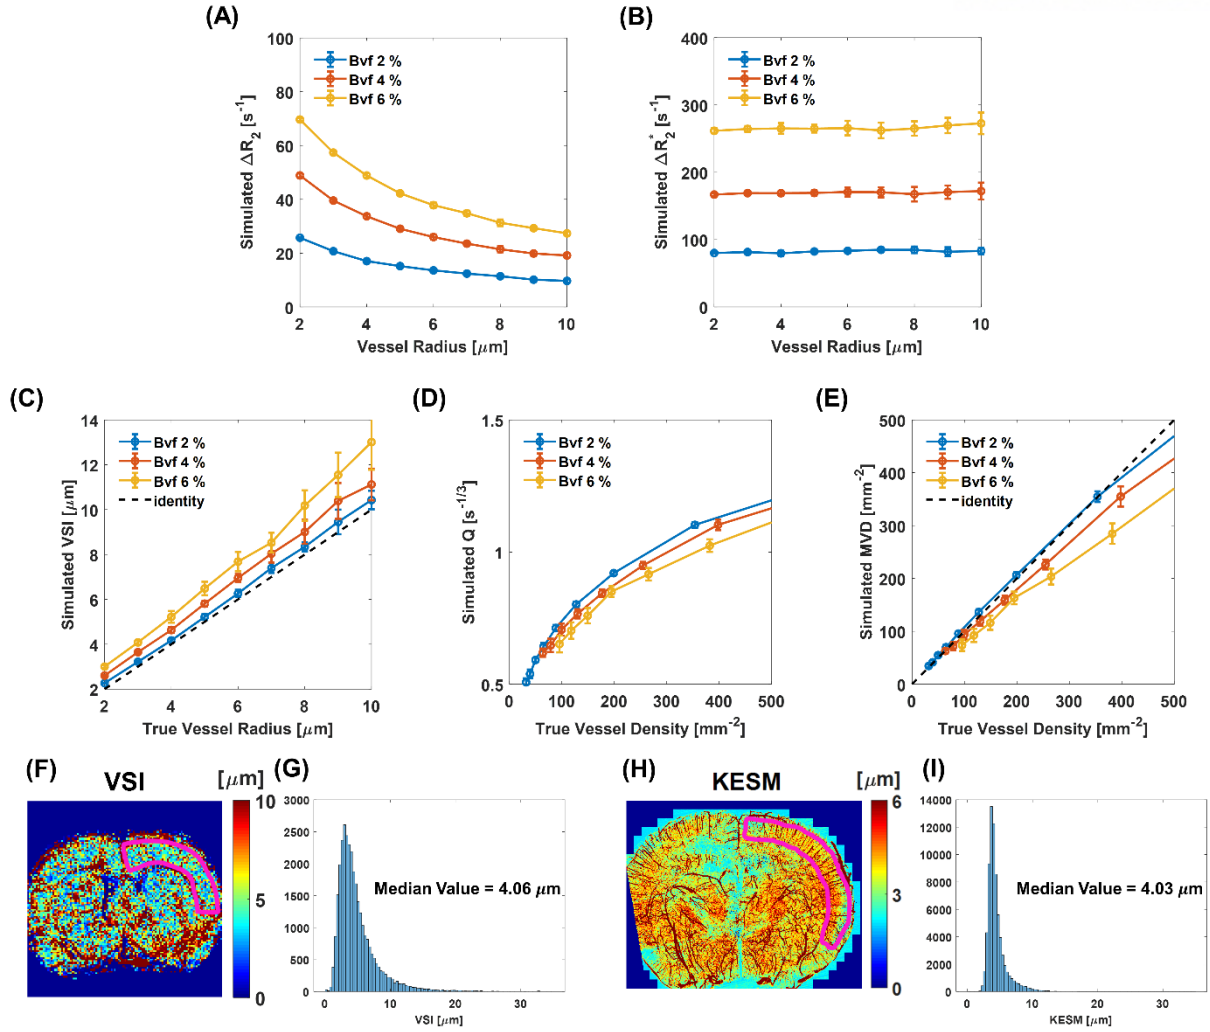 (A)
100
80
60
40
20
0
Simulated ΔR2 [s-1]
Bvf 2 %
Bvf 4 %
Bvf 6 %
2 4 6 8 10
Vessel Radius [μm]
(B)
400
300
200
100
0
Simulated ΔR2* [s-1]
Bvf 2 %
Bvf 4 %
Bvf 6 %
2 4 6 8 10
Vessel Radius [μm]
(C)
14
12
10
8
6
4
2
Simulated VSI [μm]
Bvf 2 %
Bvf 4 %
Bvf 6 %
identity
2 4 6 8 10
True Vessel Radius [μm]
(D)
1.5
1
0.5
Simulated Q [s-1/3]
Bvf 2 %
Bvf 4 %
Bvf 6 %
0 100 200 300 400 500
True Vessel Density [mm-2]
(E)
500
400
300
200
100
0
Simulated MVD [mm-2]
Bvf 2 %
Bvf 4 %
Bvf 6 %
identity
0 100 200 300 400 500
True Vessel Density [mm-2]
(F)
VSI
[μm]
10
5
0
(G)
3000
2500
2000
1500
1000
500
0
Median Value = 4.06 μm
0 10 20 30
VSI [μm]
(H)
KESM
[μm]
6
3
0
(I)
14000
12000
10000
8000
6000
4000
2000
0
Median Value = 4.03 μm
0 10 20 30
KESM [μm]